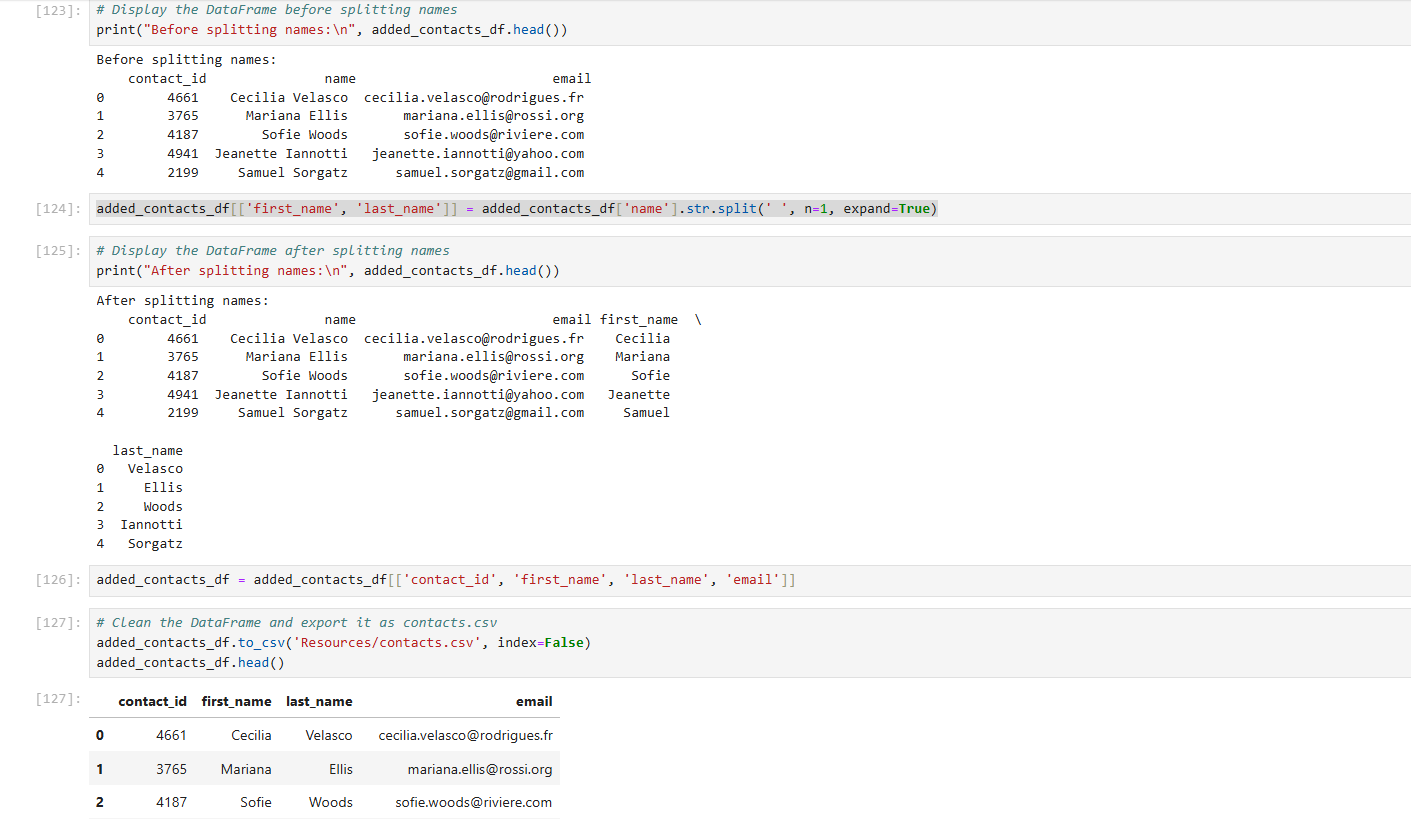 [123]: # Display the DataFrame before splitting names
print("Before splitting names:\n", added_contacts_df.head())
Before splitting names:
contact_id name email
0 4661 Cecilia Velasco cecilia.velasco@rodrigues.fr
1 3765 Mariana Ellis mariana.ellis@rossi.org
2 4187 Sofie Woods sofie.woods@riviere.com
3 4941 Jeanette Iannotti jeanette.iannotti@yahoo.com
4 2199 Samuel Sorgatz samuel.sorgatz@gmail.com
[124]: added_contacts_df[['first_name', 'last_name']] = added_contacts_df['name'].str.split(' ', n=1, expand=True)
[125]: # Display the DataFrame after splitting names
print("After splitting names:\n", added_contacts_df.head())
After splitting names:
contact_id name email first_name \
0 4661 Cecilia Velasco cecilia.velasco@rodrigues.fr Cecilia
1 3765 Mariana Ellis mariana.ellis@rossi.org Mariana
2 4187 Sofie Woods sofie.woods@riviere.com Sofie
3 4941 Jeanette Iannotti jeanette.iannotti@yahoo.com Jeanette
4 2199 Samuel Sorgatz samuel.sorgatz@gmail.com Samuel
last_name
0 Velasco
1 Ellis
2 Woods
3 Iannotti
4 Sorgatz
[126]: added_contacts_df = added_contacts_df[['contact_id', 'first_name', 'last_name', 'email']]
[127]: # Clean the DataFrame and export it as contacts.csv
added_contacts_df.to_csv('Resources/contacts.csv', index=False)
added_contacts_df.head()
[127]: contact_id first_name last_name email
0 4661 Cecilia Velasco cecilia.velasco@rodrigues.fr
1 3765 Mariana Ellis mariana.ellis@rossi.org
2 4187 Sofie Woods sofie.woods@riviere.com